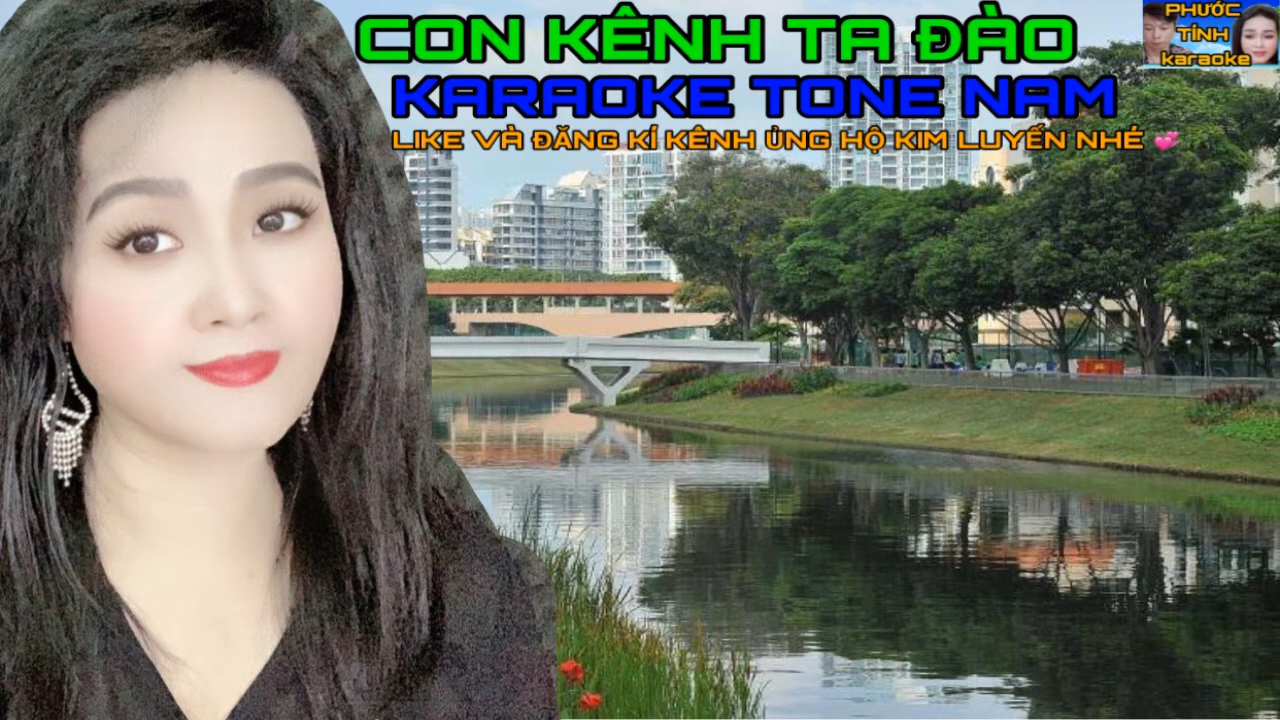 CON KÊNH TA ĐÀO
KARAOKE TONE NAM
LIKE VÀ ĐĂNG KÍ KÊNH ỦNG HỘ KIM LUYẾN NHÉ 💞
PHƯỚC
TÍNH
karaoke